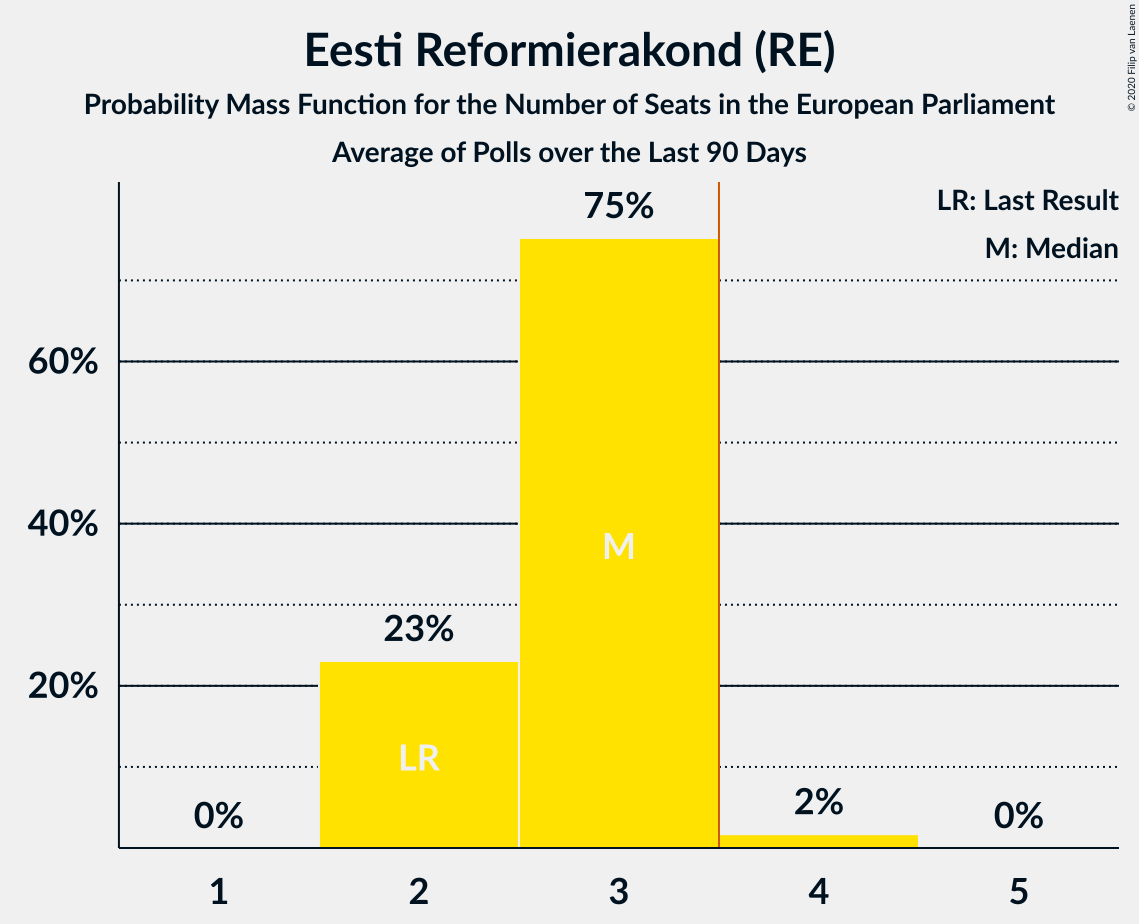 Eesti Reformierakond (RE)
Probability Mass Function for the Number of Seats in the European Parliament
Average of Polls over the Last 90 Days
© 2020 Filip van Laenen
LR: Last Result
M: Median
75%
60%
40%
M
23%
20%
LR
0%
2%
0%
1 2 3 4 5